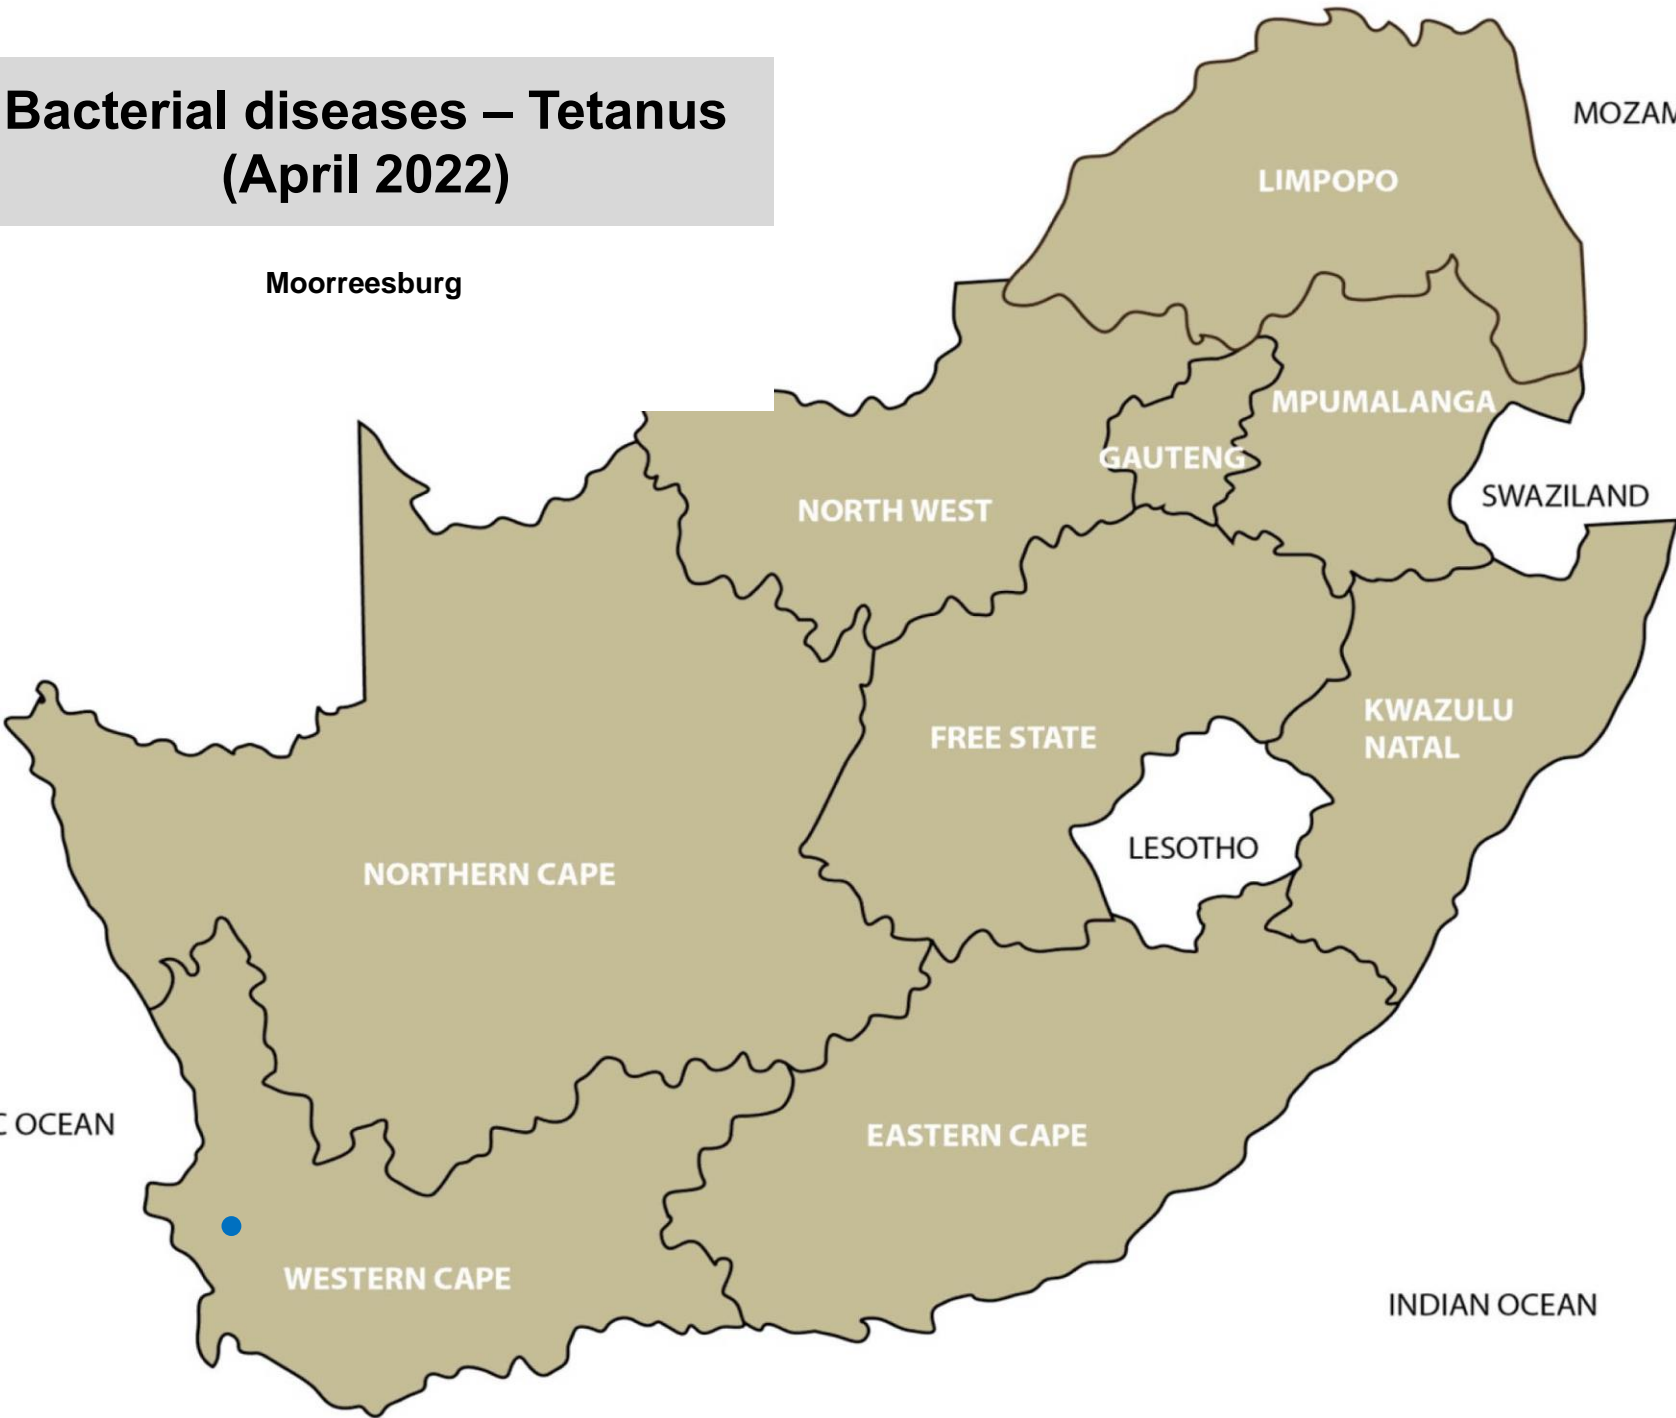 Bacterial diseases – Tetanus
(April 2022)
MOZAM
LIMPOPO
Moorreesburg
MPUMALANGA
GAUTENG
SWAZILAND
NORTH WEST
KWAZULU
NATAL
FREE STATE
LESOTHO
NORTHERN CAPE
C OCEAN
EASTERN CAPE
WESTERN CAPE
INDIAN OCEAN